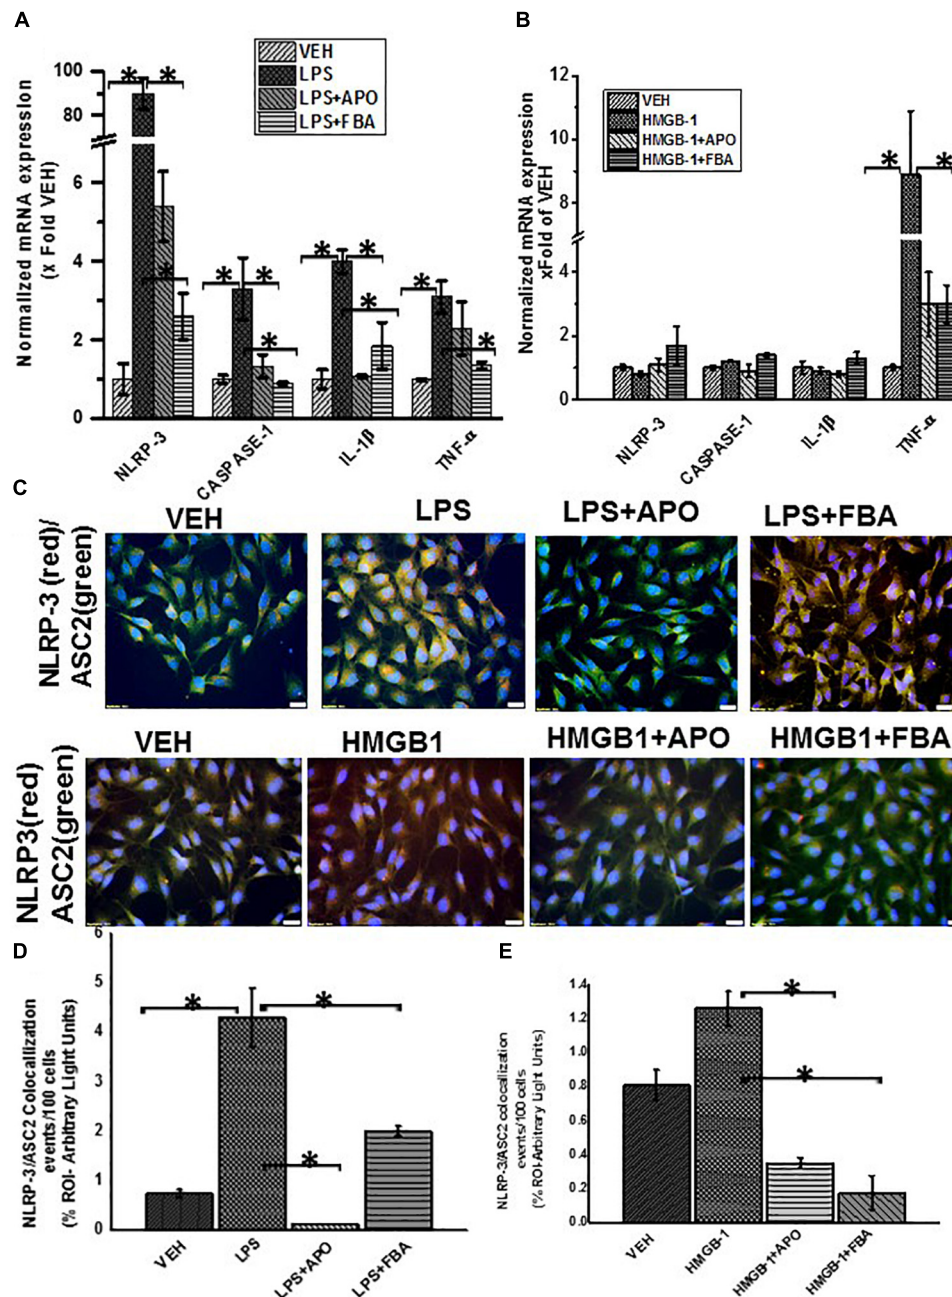 A
VEH
LPS
LPS+APO
LPS+FBA
Normalized mRNA expression
(x Fold VEH)
100
80
6
4
2
0
* * * * * * * * * * *
NLRP-3
CASPASE-1
IL-1β
TNF-α
B
VEH
HMGB-1
HMGB-1+APO
HMGB-1+FBA
Normalized mRNA expression
xFold of VEH
12
10
8
4
2
0
* *
NLRP-3
CASPASE-1
IL-1β
TNF-α
C
NLRP-3 (red)/
ASC2(green)
VEH
LPS
LPS+APO
LPS+FBA
NLRP3(red)
ASC2(green)
VEH
HMGB1
HMGB1+APO
HMGB1+FBA
D
NLRP-3/ASC2 Colocallization
events/100 cells
(% ROI- Arbitrary Light Units)
6
5
4
2
1
0
* * *
VEH
LPS
LPS+APO
LPS+FBA
E
NLRP-3/ASC2 colocallization
events/100 cells
(% ROI-Arbitrary Light Units)
1.4
1.2
1.0
0.8
0.6
0.4
0.2
0.0
* *
VEH
HMGB-1
HMGB-1+APO
HMGB-1+FBA